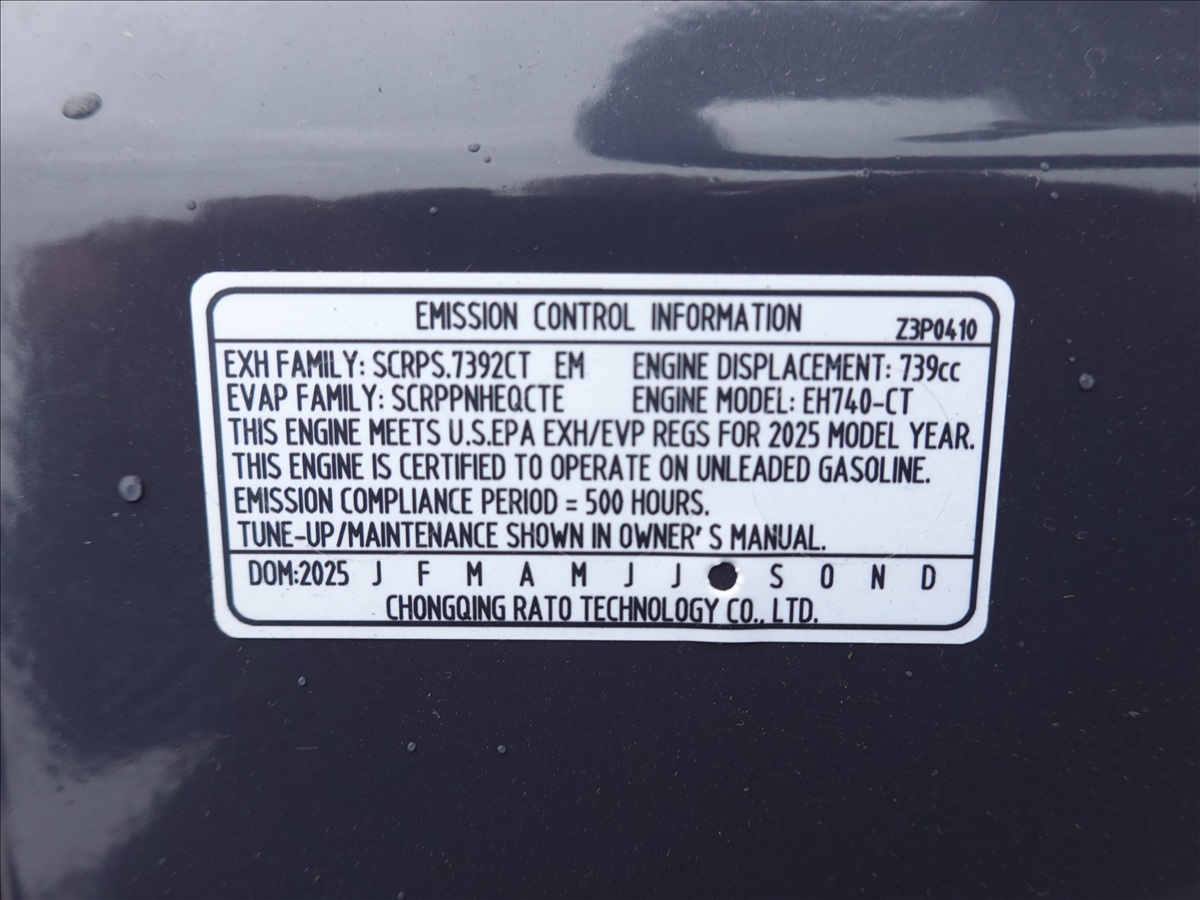 EMISSION CONTROL INFORMATION Z3P0410
EXH FAMILY: SCRPS.7392CT EM ENGINE DISPLACEMENT: 739cc
EVAP FAMILY: SCRPPNHEQCTE ENGINE MODEL: EH740-CT
THIS ENGINE MEETS U.S.EPA EXH/EVP REGS FOR 2025 MODEL YEAR.
THIS ENGINE IS CERTIFIED TO OPERATE ON UNLEADED GASOLINE.
EMISSION COMPLIANCE PERIOD = 500 HOURS.
TUNE-UP/MAINTENANCE SHOWN IN OWNER' S MANUAL.
DOM:2025 J F M A M J J S O N D
CHONGQING RATO TECHNOLOGY CO., LTD.